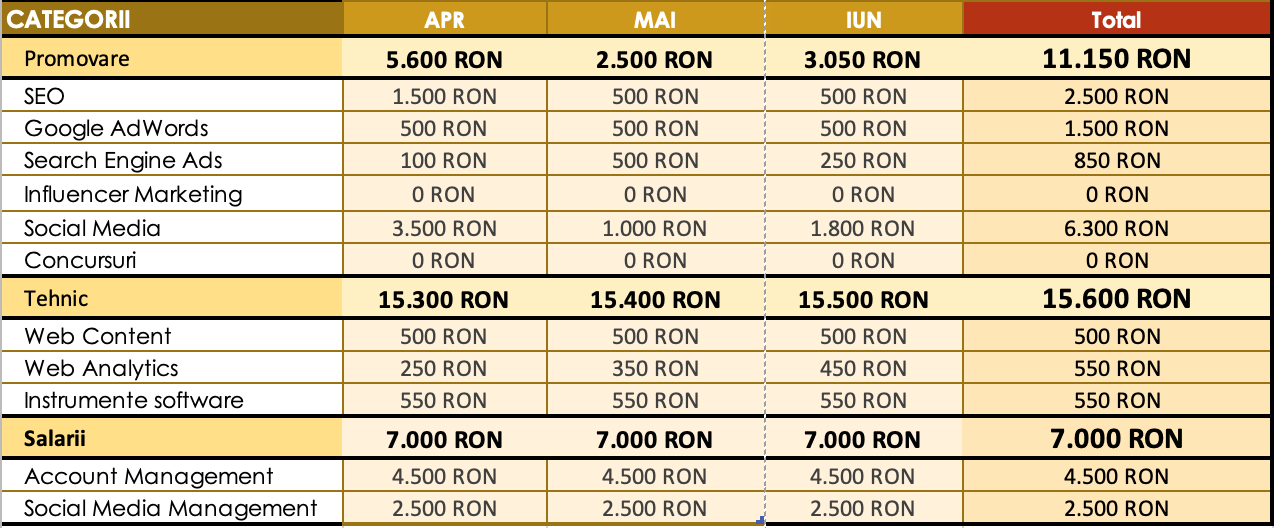 CATEGORII APR MAI IUN Total
Promovare 5.600 RON 2.500 RON 3.050 RON 11.150 RON
SEO 1.500 RON 500 RON 500 RON 2.500 RON
Google AdWords 500 RON 500 RON 500 RON 1.500 RON
Search Engine Ads 100 RON 500 RON 250 RON 850 RON
Influencer Marketing 0 RON 0 RON 0 RON 0 RON
Social Media 3.500 RON 1.000 RON 1.800 RON 6.300 RON
Concursuri 0 RON 0 RON 0 RON 0 RON
Tehnic 15.300 RON 15.400 RON 15.500 RON 15.600 RON
Web Content 500 RON 500 RON 500 RON 500 RON
Web Analytics 250 RON 350 RON 450 RON 550 RON
Instrumente software 550 RON 550 RON 550 RON 550 RON
Salarii 7.000 RON 7.000 RON 7.000 RON 7.000 RON
Account Management 4.500 RON 4.500 RON 4.500 RON 4.500 RON
Social Media Management 2.500 RON 2.500 RON 2.500 RON 2.500 RON